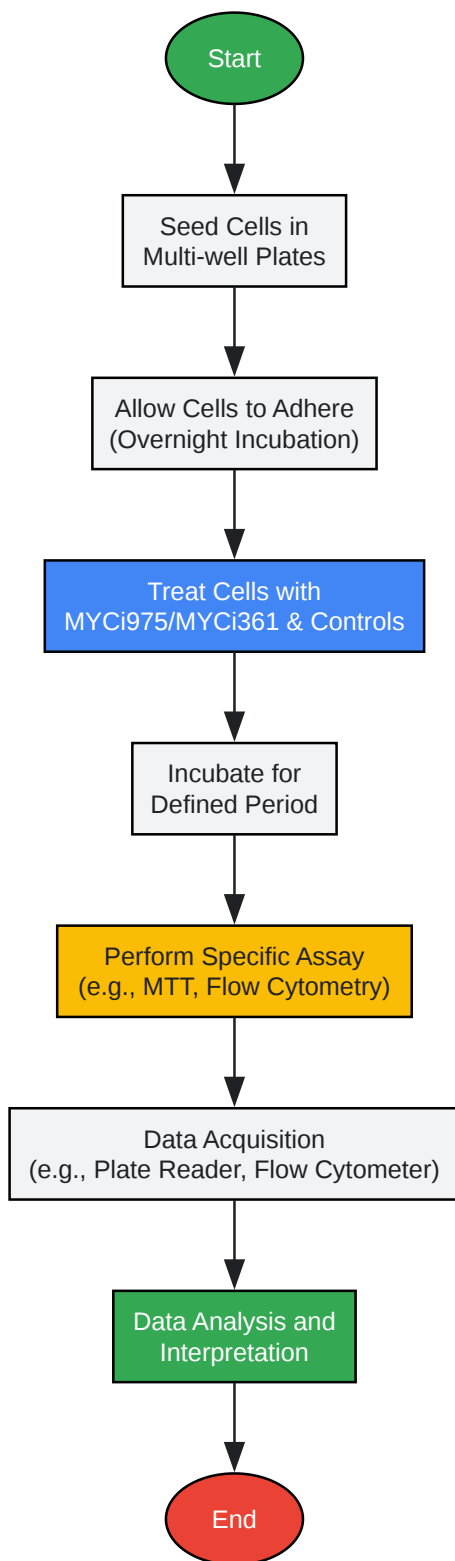 Start
Seed Cells in
Multi-well Plates
Allow Cells to Adhere
(Overnight Incubation)
Treat Cells with
MYCi975/MYCi361 & Controls
Incubate for
Defined Period
Perform Specific Assay
(e.g., MTT, Flow Cytometry)
Data Acquisition
(e.g., Plate Reader, Flow Cytometer)
Data Analysis and
Interpretation
End